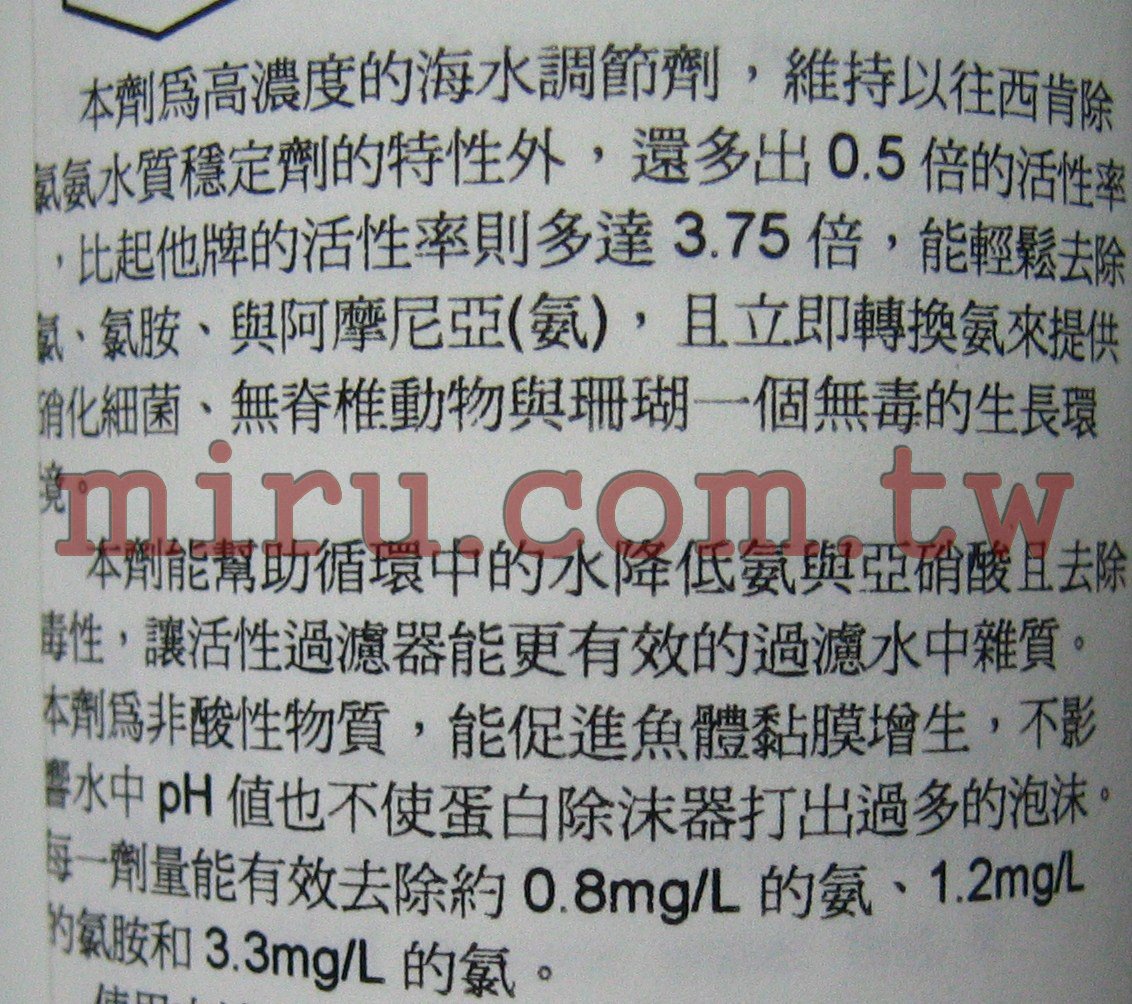 本劑為高濃度的海水調節劑，維持以往西肯除
氯氨水質穩定劑的特性外，還多出 0.5 倍的活性率
，比起他牌的活性率則多達 3.75 倍，能輕鬆去除
氯、氯胺、與阿摩尼亞(氨)，且立即轉換氨來提供
硝化細菌、無脊椎動物與珊瑚一個無毒的生長環
境。
miru.com.tw
本劑能幫助循環中的水降低氨與亞硝酸且去除
毒性，讓活性過濾器能更有效的過濾水中雜質。
本劑為非酸性物質，能促進魚體黏膜增生，不影
響水中 pH 值也不使蛋白除沫器打出過多的泡沫。
每一劑量能有效去除約 0.8mg/L 的氨、1.2mg/L
的氯胺和 3.3mg/L 的氯。